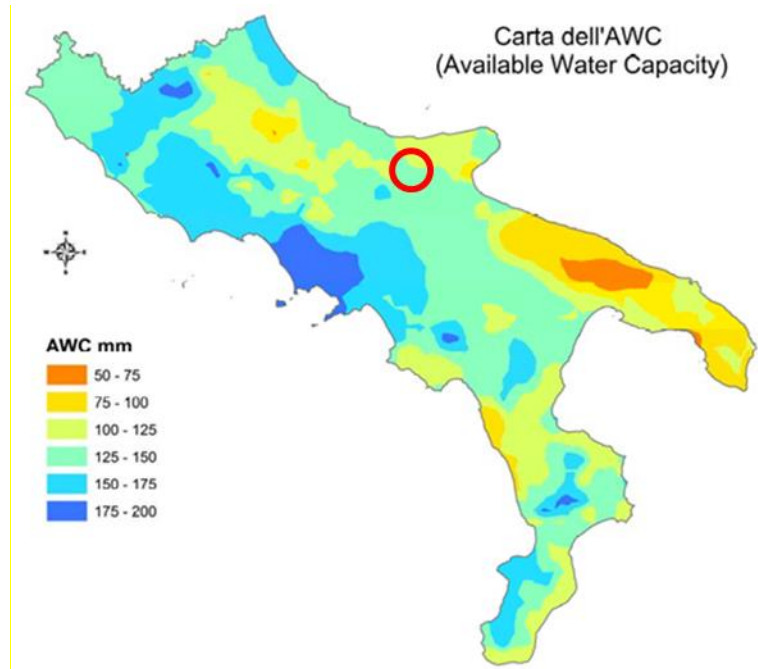 Carta dell'AWC
(Available Water Capacity)
AWC mm
50 - 75
75 - 100
100 - 125
125 - 150
150 - 175
175 - 200